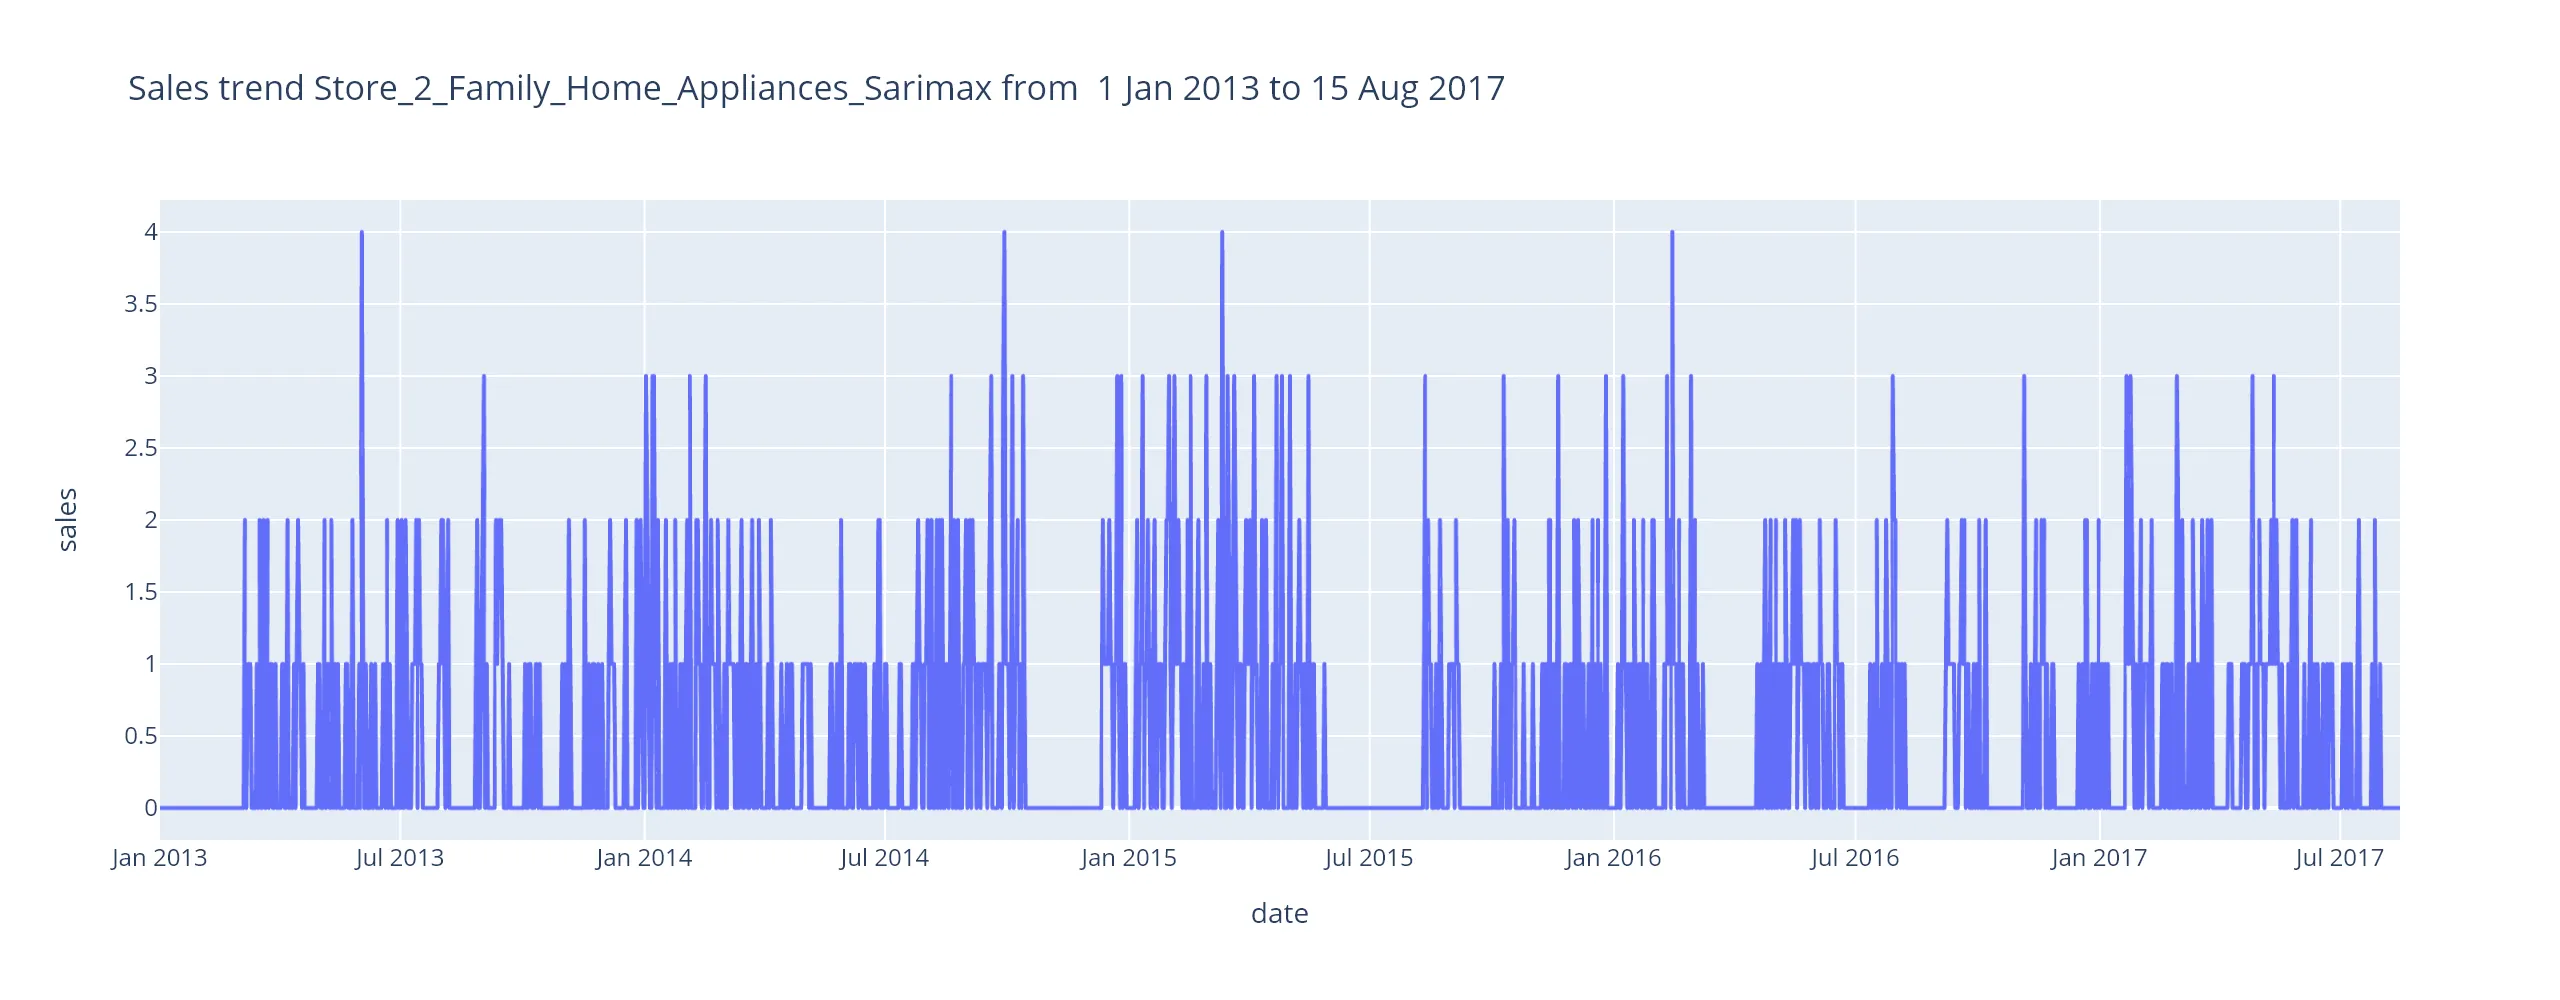 Sales trend Store_2_Family_Home_Appliances_Sarimax from  1 Jan 2013 to 15 Aug 2017
4
3.5
3
2.5
2
1.5
1
0.5
0
sales
Jan 2013 Jul 2013 Jan 2014 Jul 2014 Jan 2015 Jul 2015 Jan 2016 Jul 2016 Jan 2017 Jul 2017
date